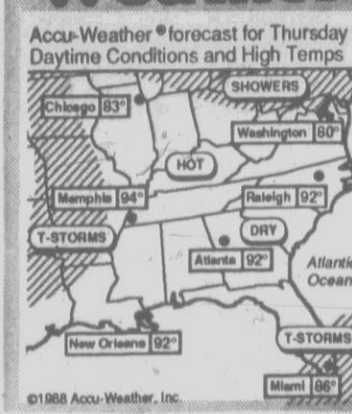 Accu-Weather® forecast for Thursday
Daytime Conditions and High Temps
SHOWERS
Chicago 83°
Washington 80°
HOT
Memphis 94°
Raleigh 92°
T-STORMS
DRY
Atlanta 92°
Atlantic
Ocean
New Orleans 92°
T-STORMS
Miami 86°
©1988 Accu-Weather, Inc.